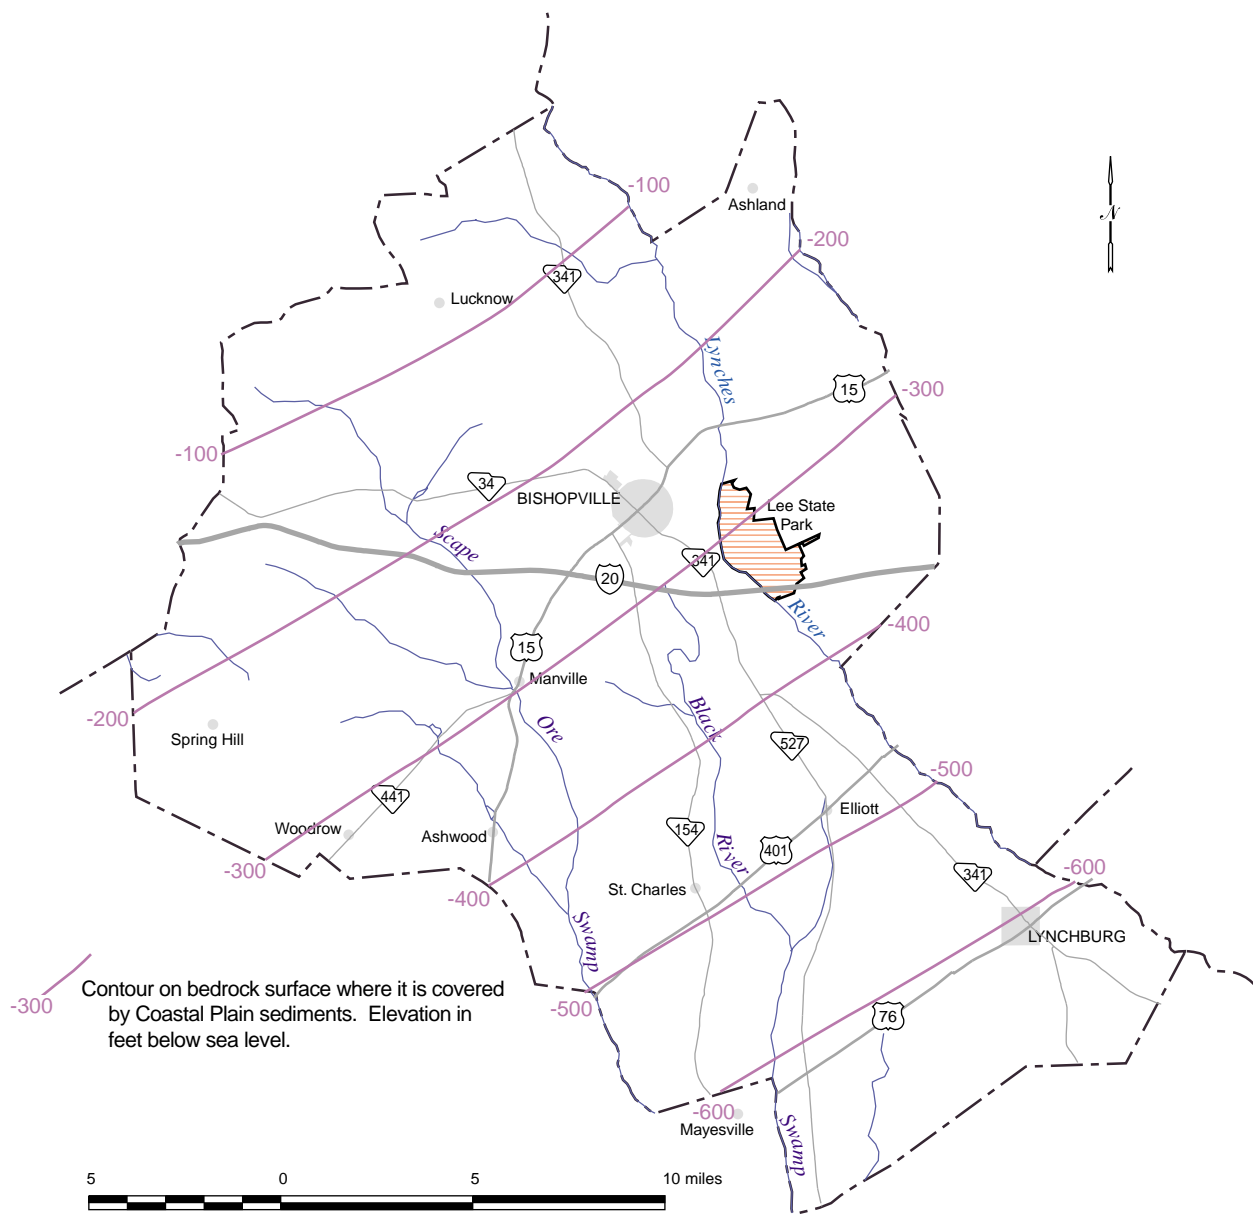 -100
Ashland
N
-200
341
Lucknow
Lynches
15
-300
-100
34
BISHOPVILLE
Lee State
Park
Scape
341
20
River
-400
15
Manville
Black
-200
Spring Hill
Ore
527
-500
441
Elliott
Woodrow
Ashwood
154
River
401
-300
-600
341
-400
St. Charles
Swamp
LYNCHBURG
-300
Contour on bedrock surface where it is covered
by Coastal Plain sediments. Elevation in
feet below sea level.
-500
76
-600
Mayesville
Swamp
5
0
5
10 miles